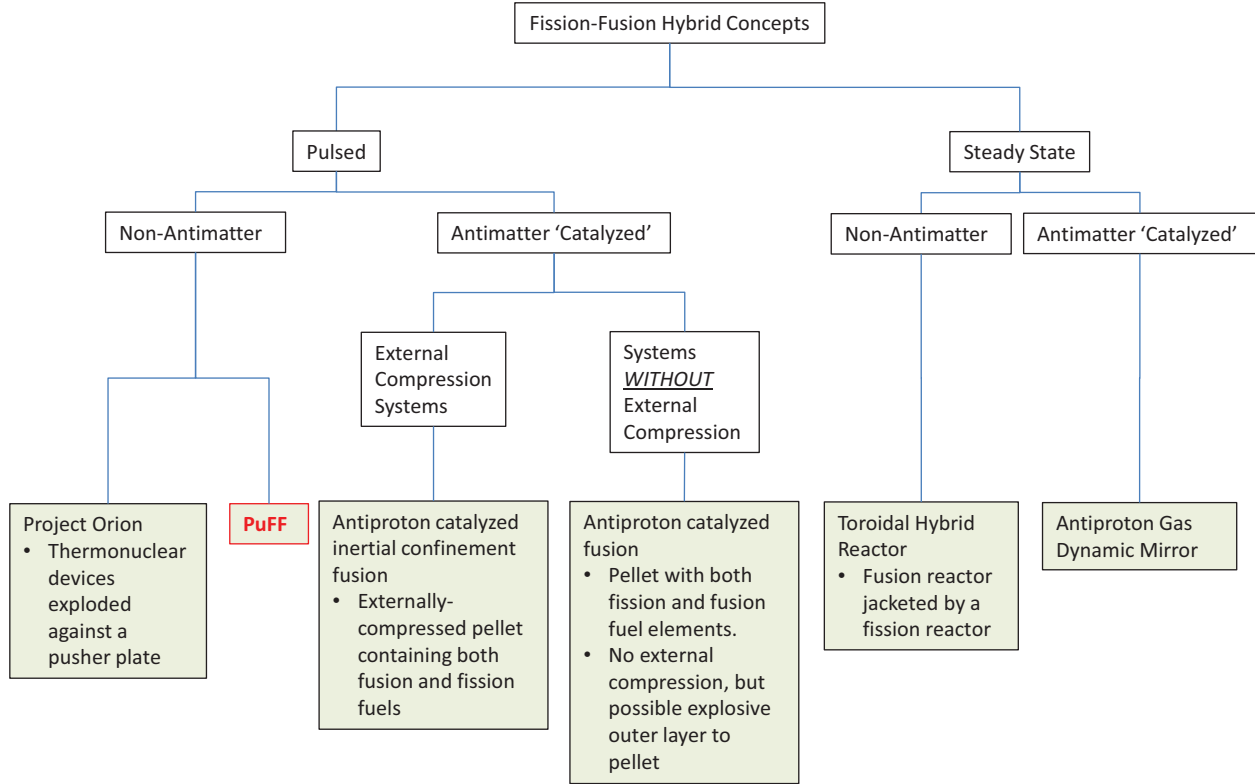 Fission-Fusion Hybrid Concepts
Pulsed
Steady State
Non-Antimatter
Antimatter ‘Catalyzed’
Non-Antimatter
Antimatter ‘Catalyzed’
External
Compression
Systems
Systems
WITHOUT
External
Compression
Project Orion
• Thermonuclear
devices
exploded
against a
pusher plate
PuFF
Antiproton catalyzed
inertial confinement
fusion
• Externally-
compressed pellet
containing both
fusion and fission
fuels
Antiproton catalyzed
fusion
• Pellet with both
fission and fusion
fuel elements.
• No external
compression, but
possible explosive
outer layer to
pellet
Toroidal Hybrid
Reactor
• Fusion reactor
jacketed by a
fission reactor
Antiproton Gas
Dynamic Mirror